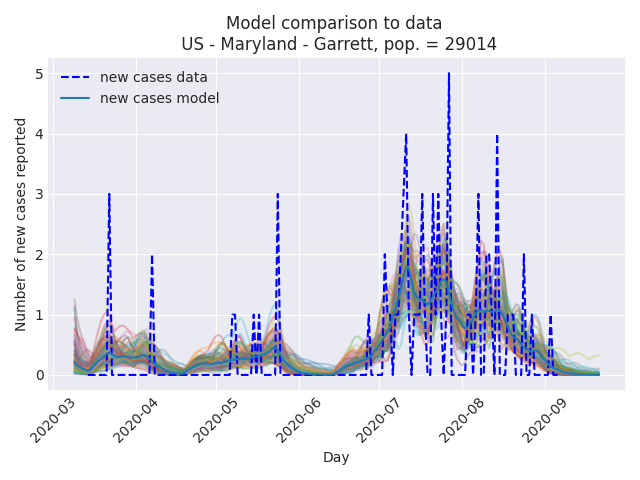 Model comparison to data
US - Maryland - Garrett, pop. = 29014
new cases data
new cases model
Number of new cases reported
5
4
3
2
1
0
2020-03
2020-04
2020-05
2020-06
2020-07
2020-08
2020-09
Day